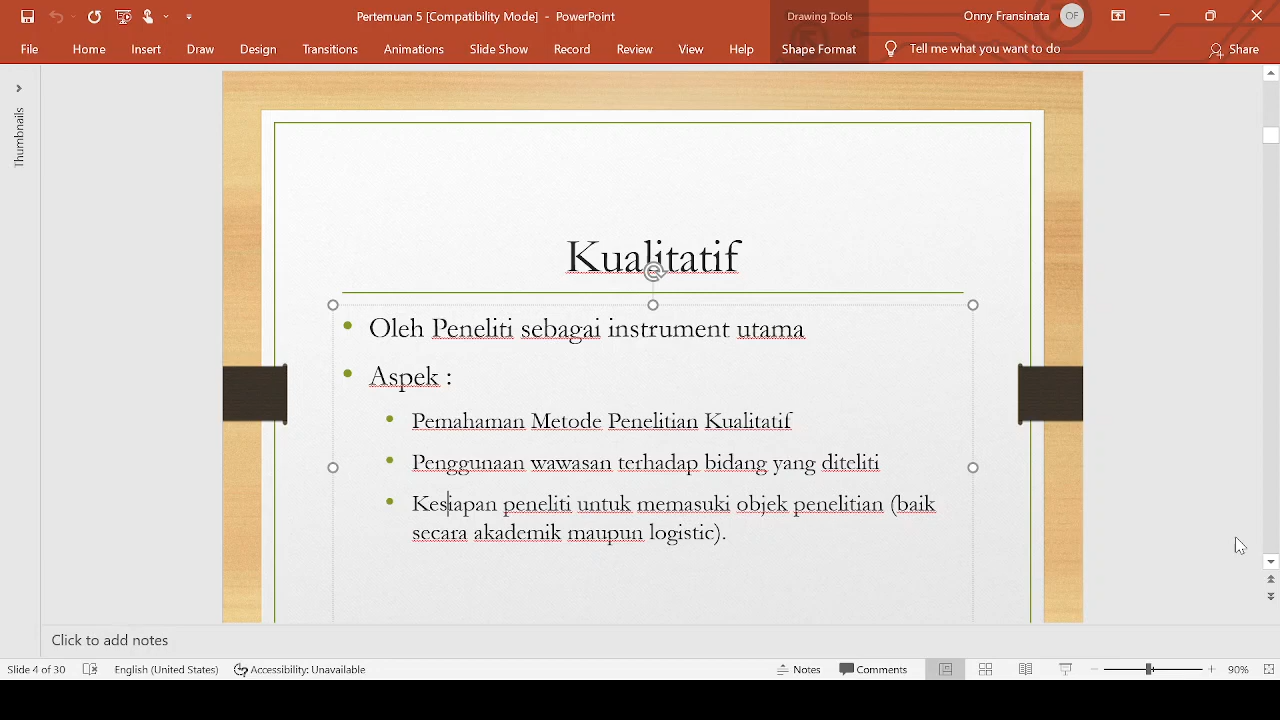 Pertemuan 5 [Compatibility Mode] - PowerPoint
Drawing Tools
Onny Fransinata
OF
File Home Insert Draw Design Transitions Animations Slide Show Record Review View Help Shape Format Tell me what you want to do Share
Thumbnails
Kualitatif
• Oleh Peneliti sebagai instrument utama
• Aspek :
• Pemahaman Metode Penelitian Kualitatif
• Penggunaan wawasan terhadap bidang yang diteliti
• Kesiapan peneliti untuk memasuki objek penelitian (baik
secara akademik maupun logistic).
Click to add notes
Slide 4 of 30 English (United States) Accessibility: Unavailable Notes Comments 90%